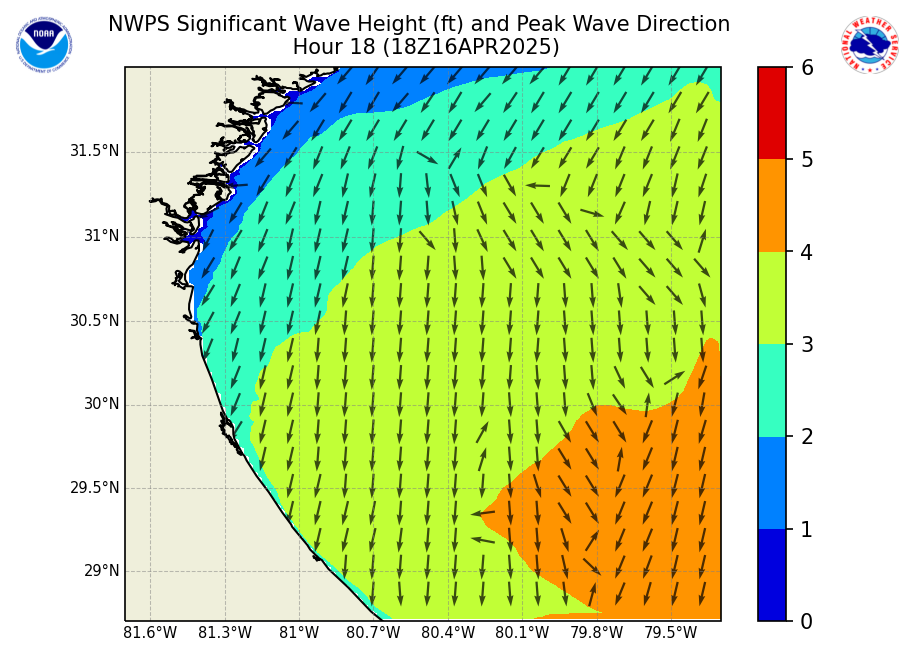 NWPS Significant Wave Height (ft) and Peak Wave Direction
Hour 18 (18Z16APR2025)
NOAA
NATIONAL WEATHER SERVICE
6
5
4
3
2
1
0
31.5°N
31°N
30.5°N
30°N
29.5°N
29°N
81.6°W 81.3°W 81°W 80.7°W 80.4°W 80.1°W 79.8°W 79.5°W